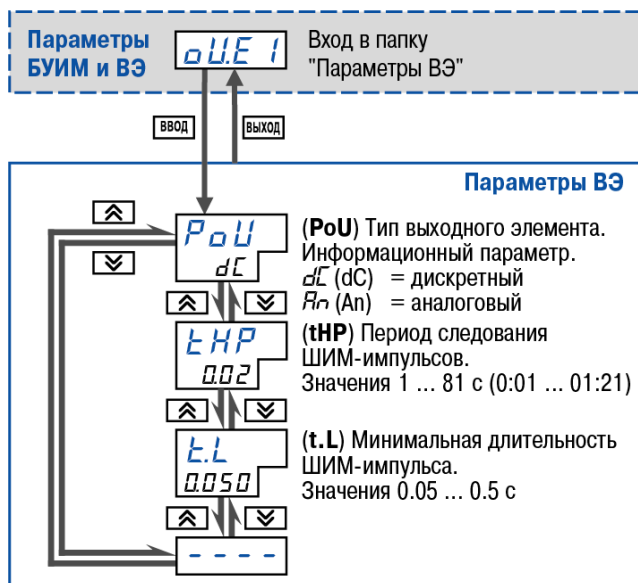 Параметры
БУИМ и ВЭ
oU.E 1
Вход в папку
"Параметры ВЭ"
ВВОД
ВЫХОД
Параметры ВЭ
PoU
dC
(PoU) Тип выходного элемента.
Информационный параметр.
dC (dC) = дискретный
An (An) = аналоговый
tHP
0.02
(tHP) Период следования
ШИМ-импульсов.
Значения 1 ... 81 с (0:01 ... 01:21)
t.L
0.050
(t.L) Минимальная длительность
ШИМ-импульса.
Значения 0.05 ... 0.5 с
- - - -